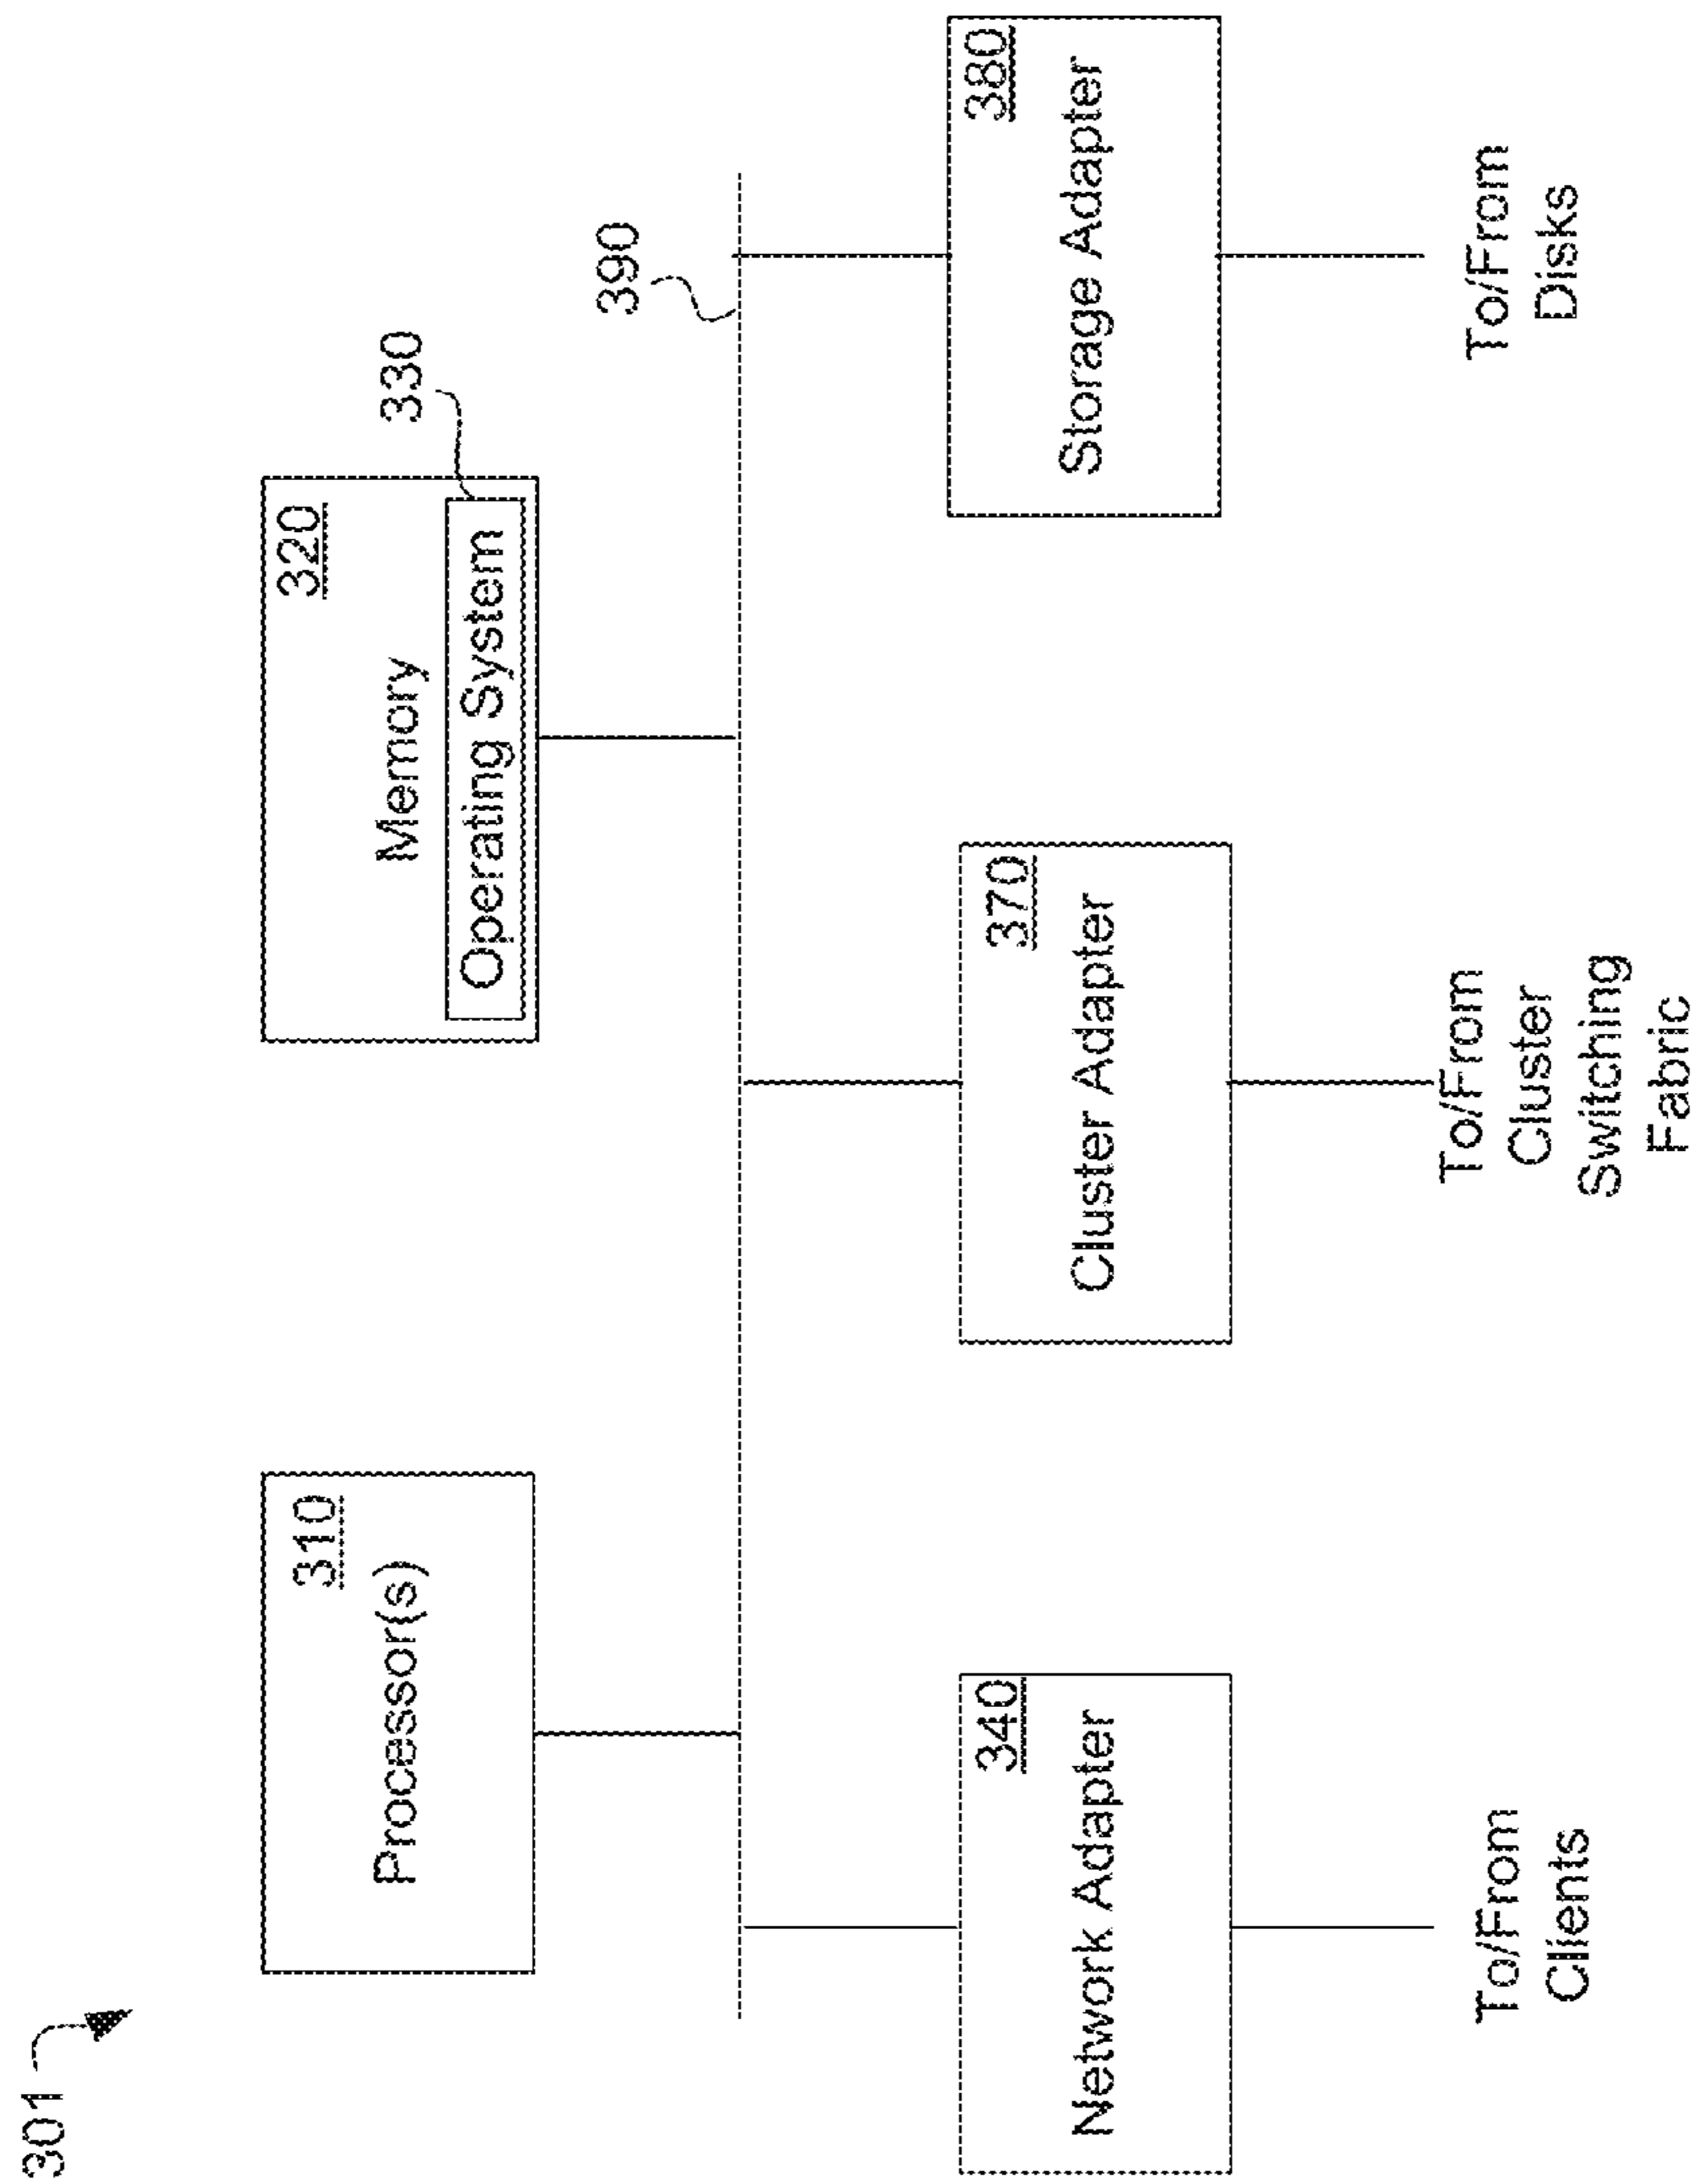 301
310
Processor(s)
320
Memory
Operating System
330
390
340
Network Adapter
370
Cluster Adapter
380
Storage Adapter
To/From
Clients
To/From
Cluster
Switching
Fabric
To/From
Disks